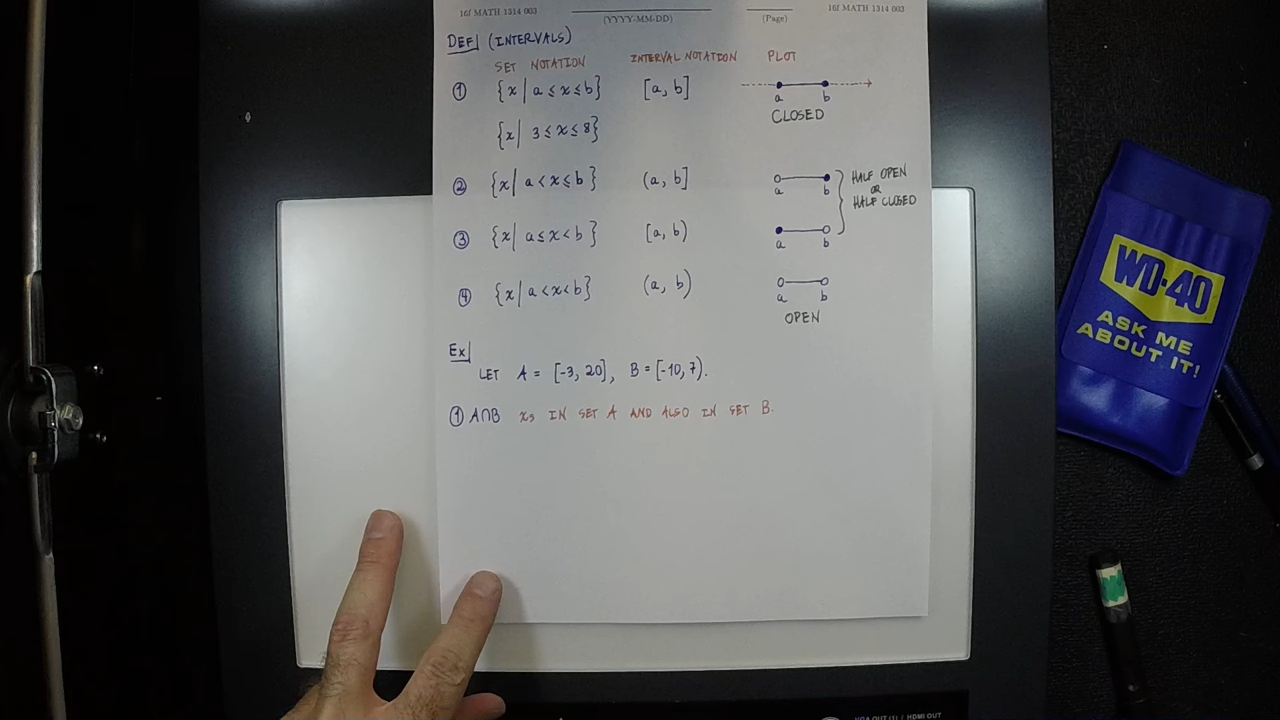 16f MATH 1314 003
(YYYY-MM-DD)
(Page)
16f MATH 1314 003
DEF (INTERVALS)
SET NOTATION INTERVAL NOTATION PLOT
① {x | a ≤ x ≤ b} [a, b]
a b
CLOSED
{x | 3 ≤ x ≤ 8}
② {x | a < x ≤ b} (a, b]
a b
HALF OPEN
OR
HALF CLOSED
③ {x | a ≤ x < b} [a, b)
a b
④ {x | a < x < b} (a, b)
a b
OPEN
Ex
LET A = [-3, 20], B = [-10, 7).
① A∩B xs IN SET A AND ALSO IN SET B.
WD-40
ASK ME
ABOUT IT!